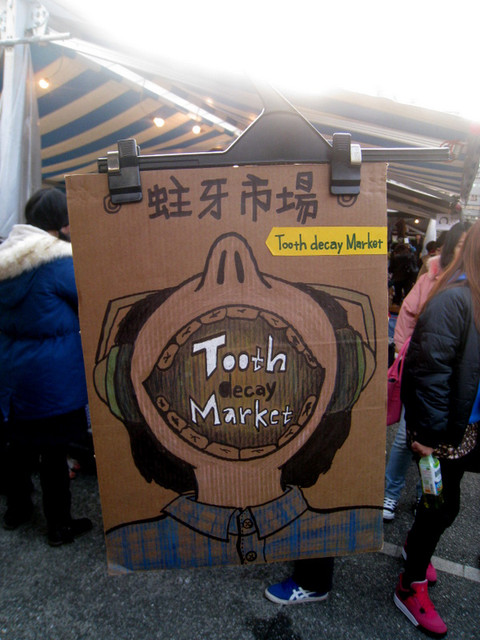 蛀牙市場
Tooth decay Market
Tooth
decay
Market